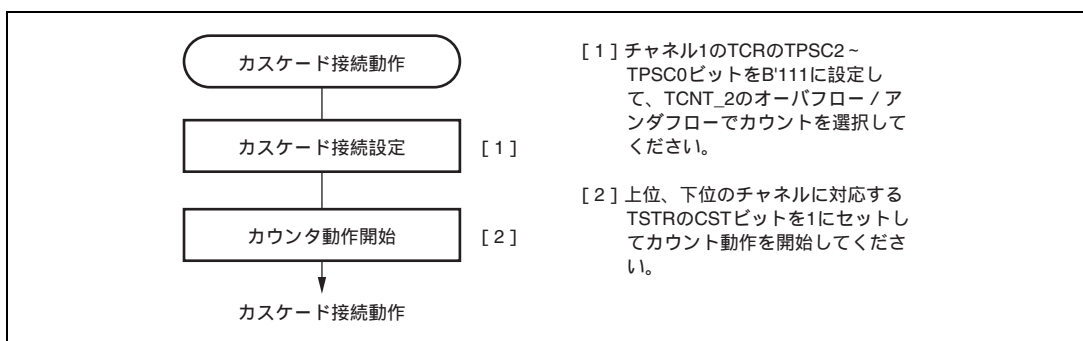 カスケード接続動作
カスケード接続設定
[1]
カウンタ動作開始
[2]
カスケード接続動作
[1]チャネル1のTCRのTPSC2~
TPSC0ビットをB'111に設定し
て、TCNT_2のオーバフロー/ア
ンダフローでカウントを選択して
ください。
[2]上位、下位のチャネルに対応する
TSTRのCSTビットを1にセットし
てカウント動作を開始してくださ
い。